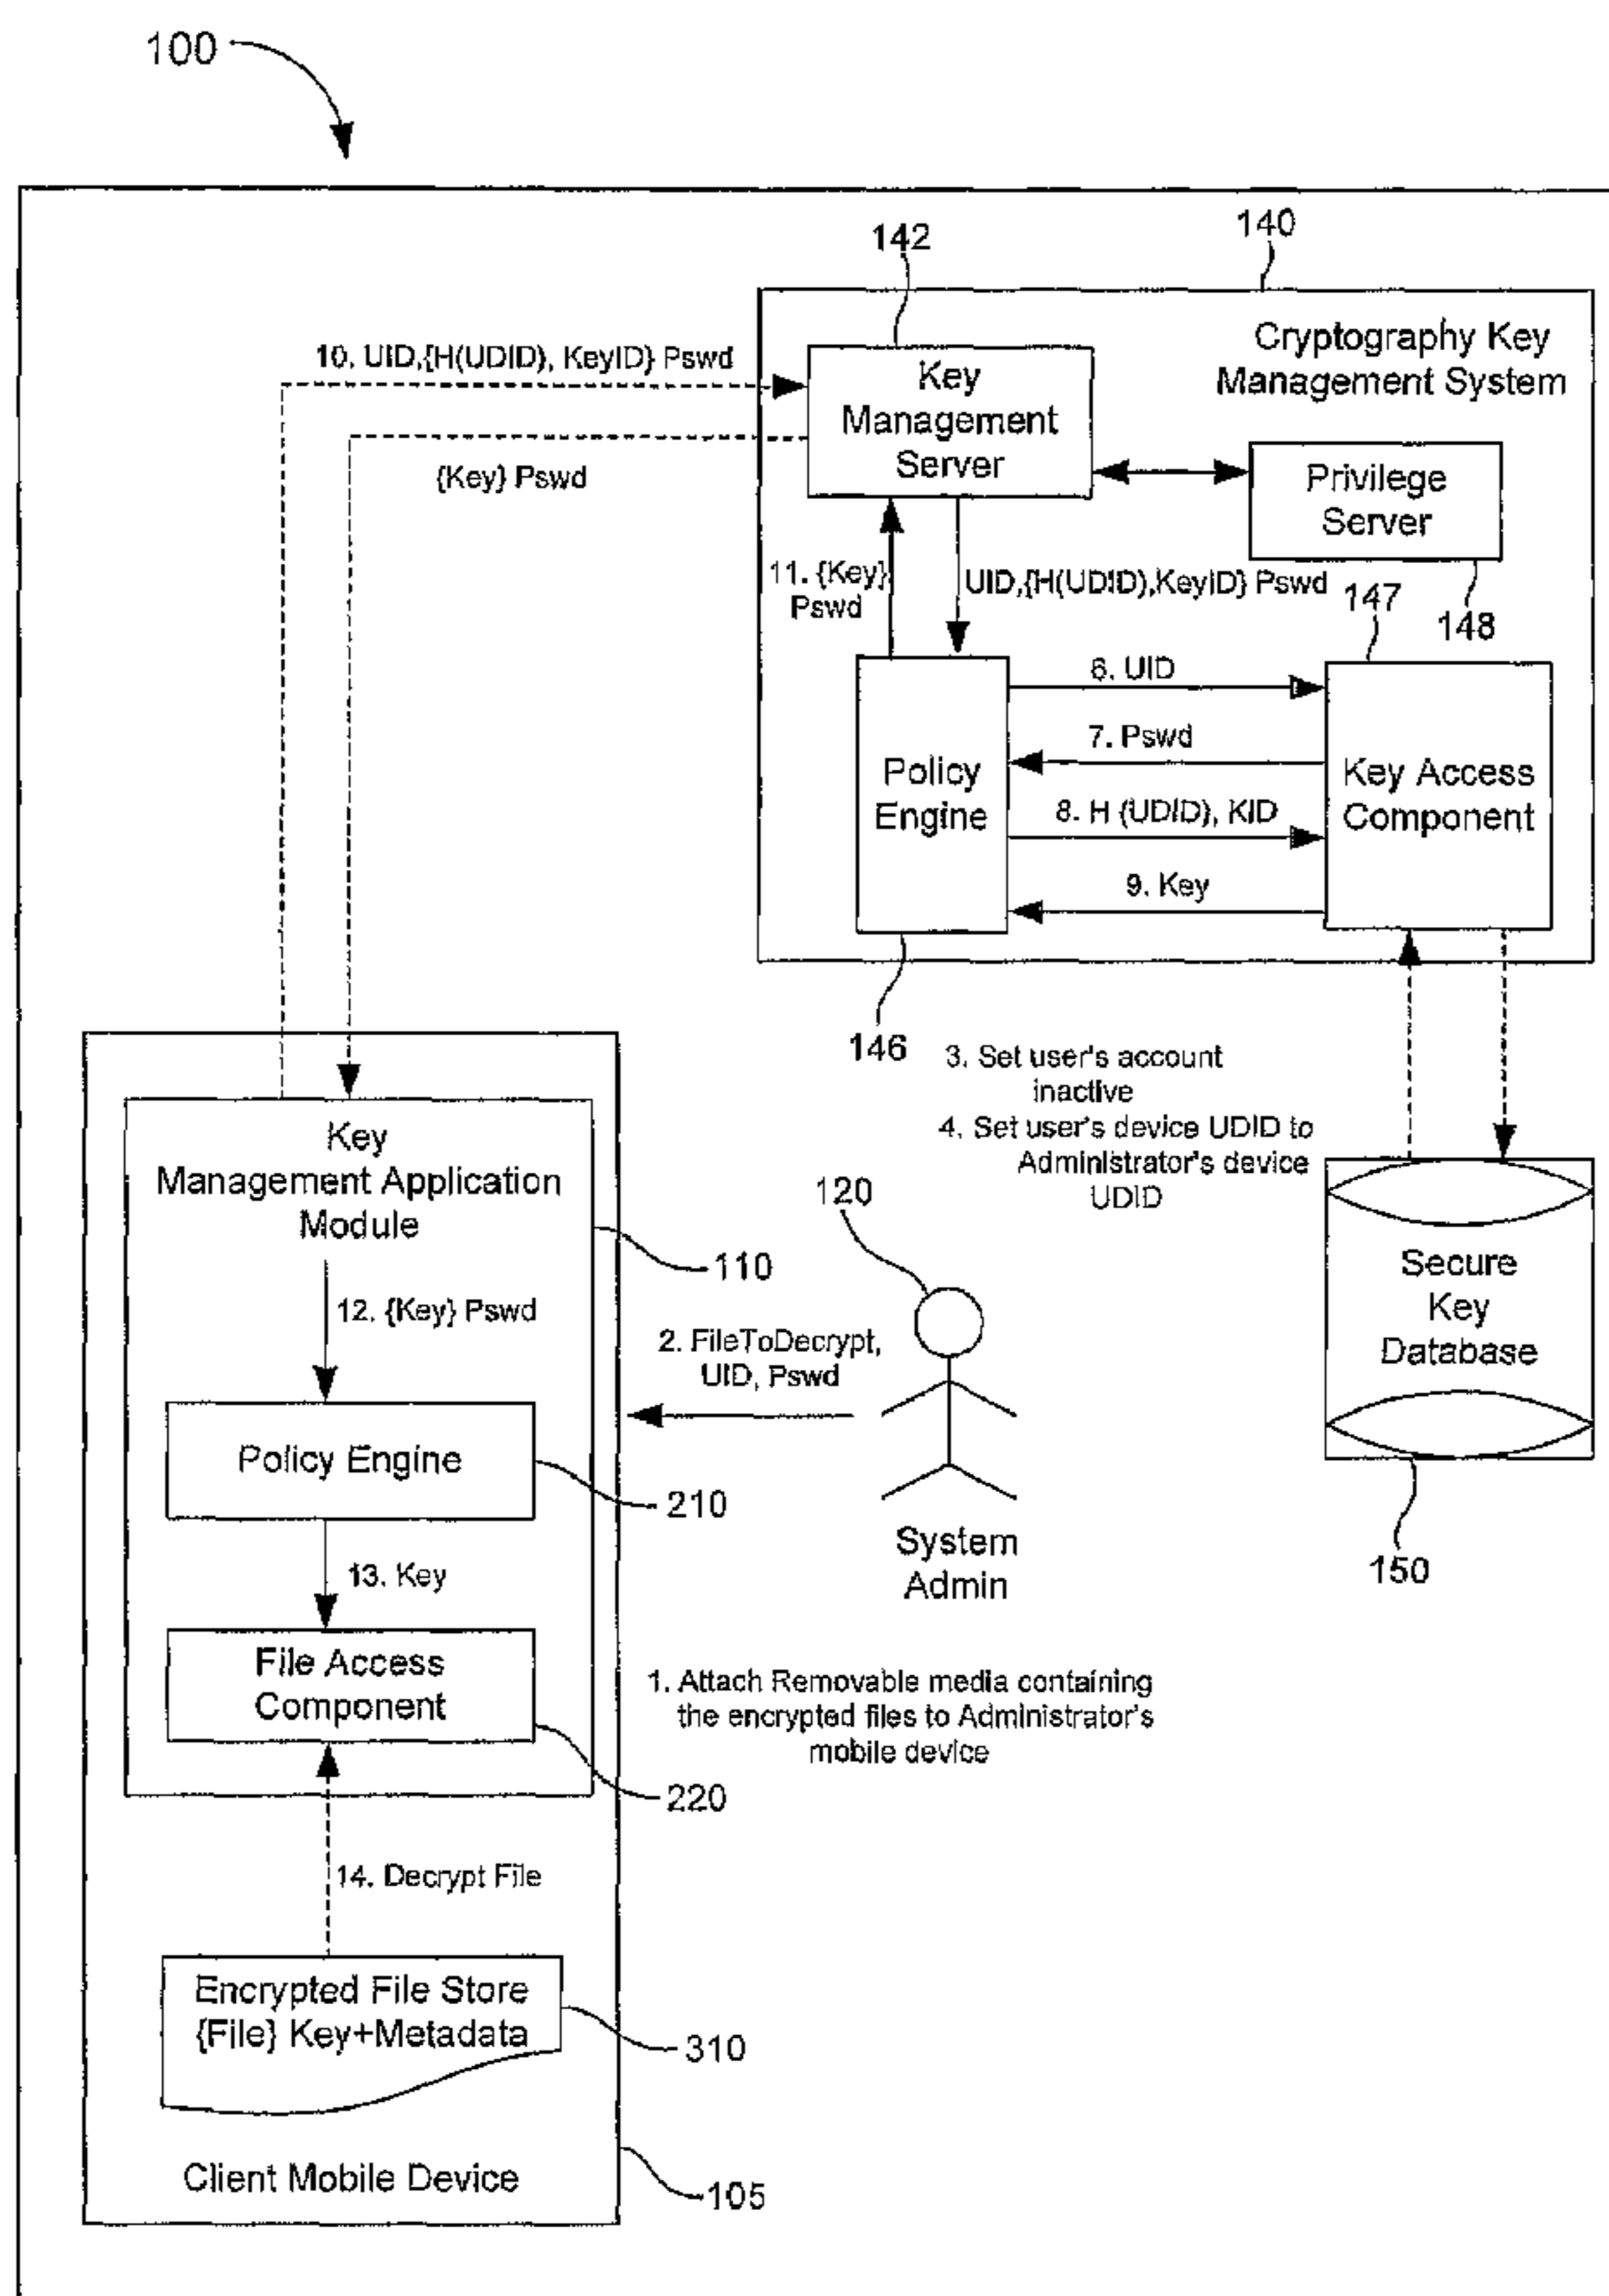 100
142
140
Cryptography Key
Management System
10. UID,{H(UDID), KeyID} Pswd
Key
Management
Server
{Key} Pswd
Privilege
Server
11. {Key}
Pswd
UID,{H(UDID),KeyID} Pswd
147
148
6. UID
7. Pswd
Policy
Engine
Key Access
Component
8. H (UDID), KID
9. Key
146
3. Set user's account
inactive
4. Set user's device UDID to
Administrator's device
UDID
Key
Management Application
Module
110
120
Secure
Key
Database
12. {Key} Pswd
2. FileToDecrypt,
UID, Pswd
Policy Engine
210
System
Admin
150
13. Key
File Access
Component
1. Attach Removable media containing
the encrypted files to Administrator's
mobile device
220
14. Decrypt File
Encrypted File Store
{File} Key+Metadata
310
Client Mobile Device
105